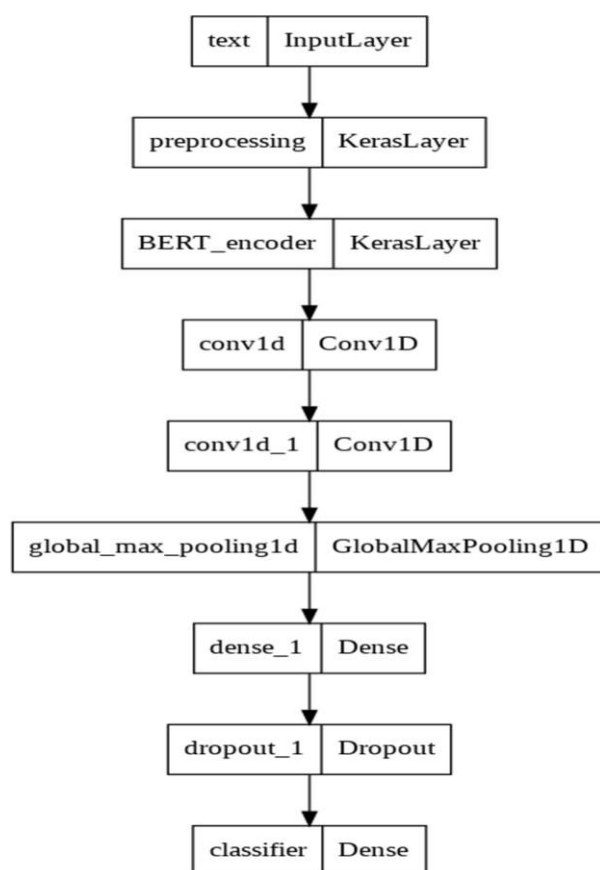 text InputLayer
preprocessing KerasLayer
BERT_encoder KerasLayer
conv1d Conv1D
conv1d_1 Conv1D
global_max_pooling1d GlobalMaxPooling1D
dense_1 Dense
dropout_1 Dropout
classifier Dense